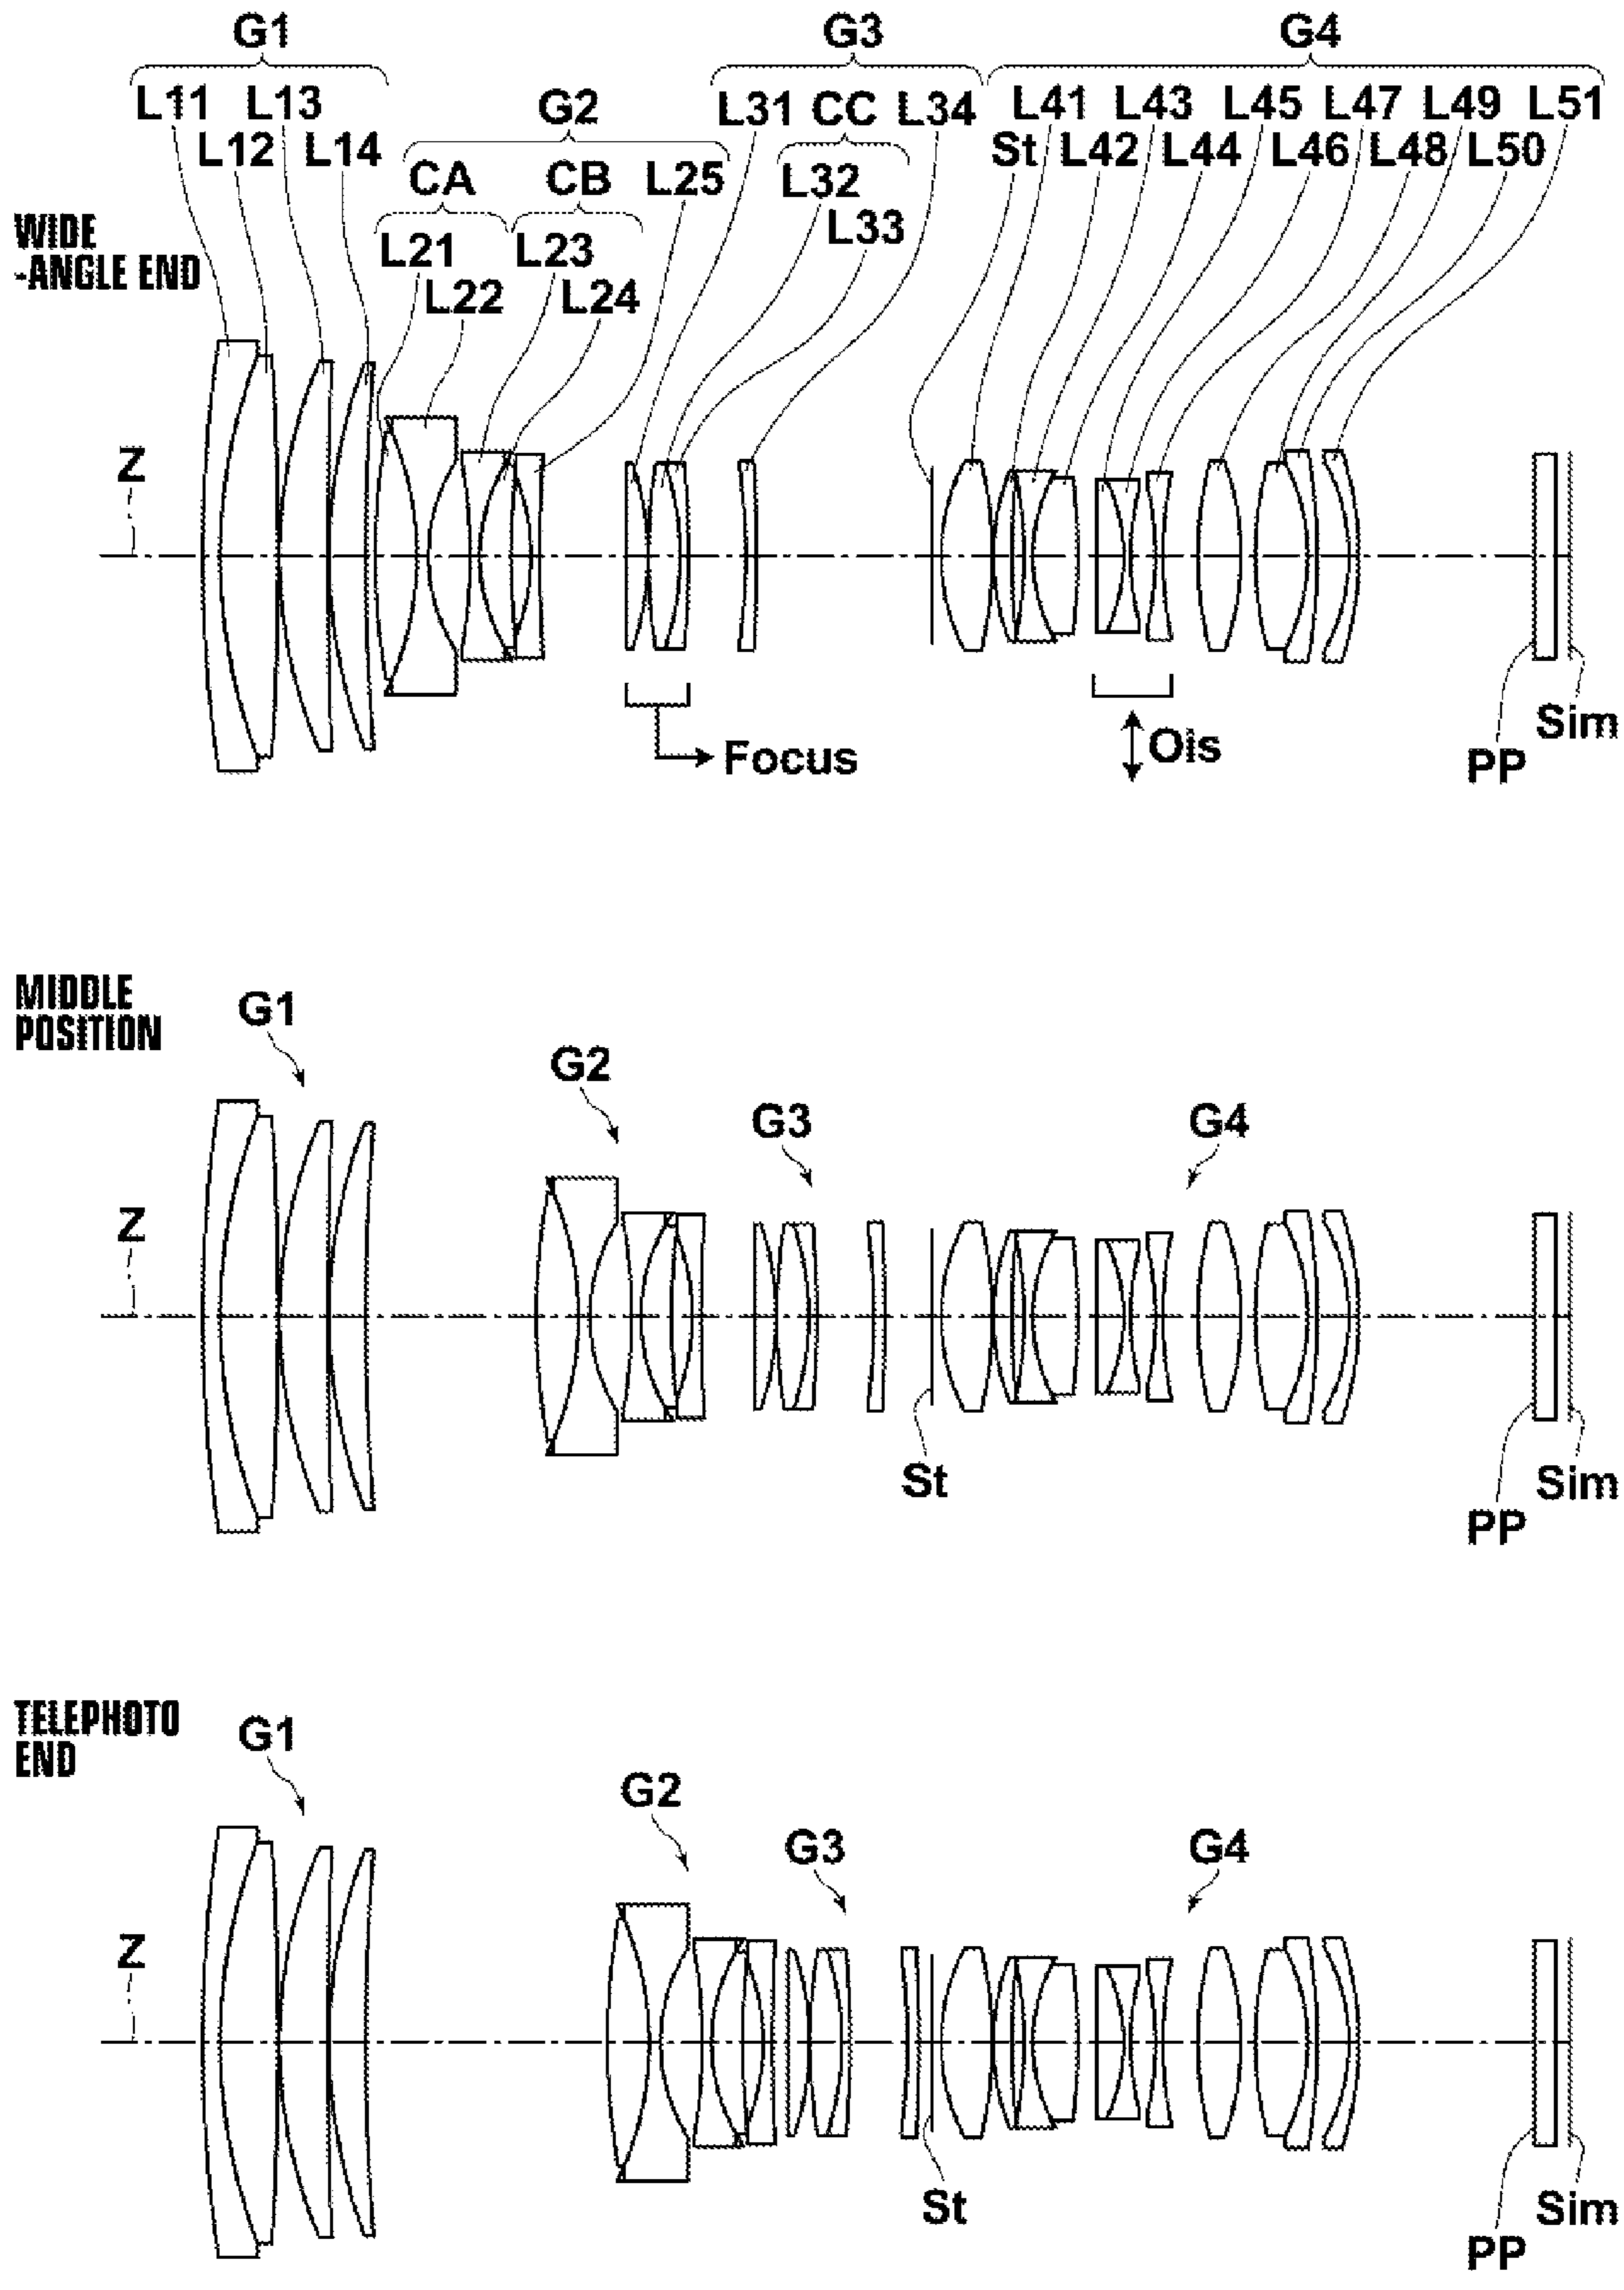 G1 G3 G4
L11 L13 G2 L31 CC L34 L41 L43 L45 L47 L49 L51
L12 L14 St L42 L44 L46 L48 L50
CA CB L25 L32
L21 L23 L33
L22 L24
WIDE
-ANGLE END
Z
Focus
Ois
PP
Sim
MIDDLE
POSITION
G1
G2
G3
G4
Z
St
PP
Sim
TELEPHOTO
END
G1
G2
G3
G4
Z
St
PP
Sim